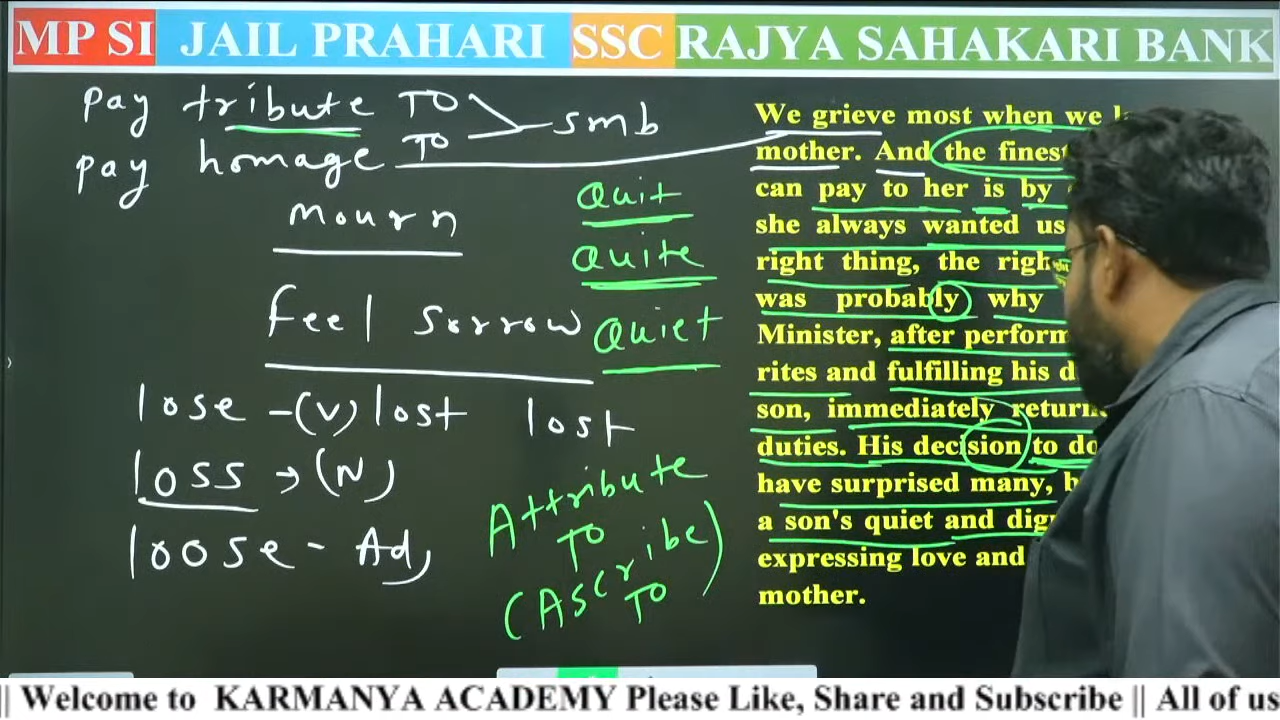 MP SI JAIL PRAHARI SSC RAJYA SAHAKARI BANK
pay tribute TO
pay homage TO
smb
mourn
Feel Sorrow
Quit
Quite
Quiet
lose -(V) lost lost
loss → (N)
loose - Adj
Attribute
TO
(Ascribe)
TO
We grieve most when we
mother. And the finest
can pay to her is by
she always wanted us
right thing, the
was probably why
Minister, after
rites and fulfilling his
son, immediately
duties. His decision to do
have surprised many,
a son's quiet and
expressing love and
mother.
|| Welcome to KARMANYA ACADEMY Please Like, Share and Subscribe || All of us